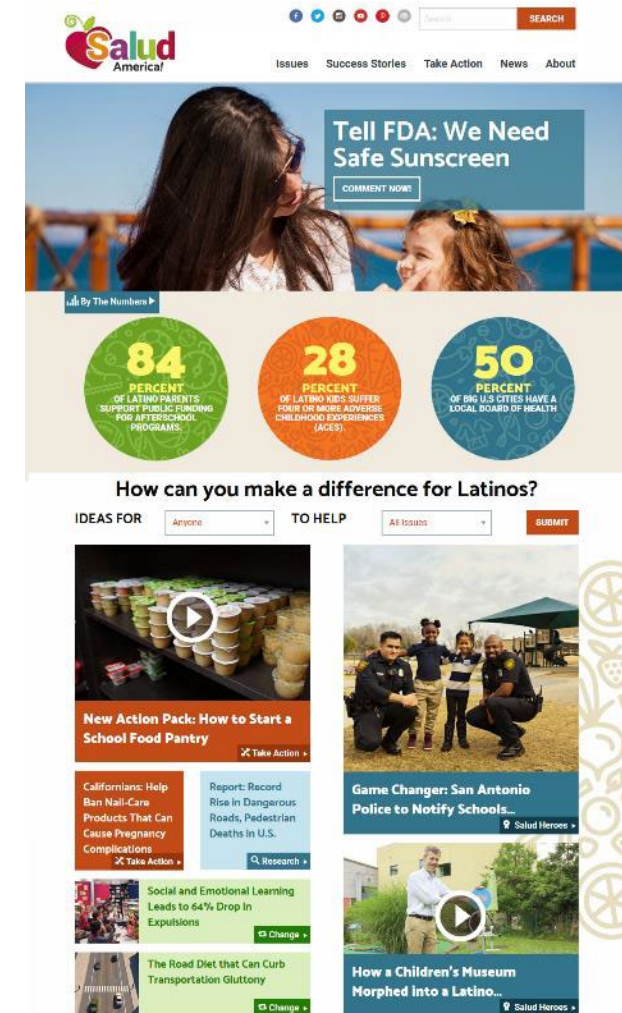 Salud
America!
Search
SEARCH
Issues Success Stories Take Action News About
Tell FDA: We Need
Safe Sunscreen
COMMENT NOW!
By The Numbers
84
PERCENT
OF LATINO PARENTS
SUPPORT PUBLIC FUNDING
FOR AFTERSCHOOL
PROGRAMS.
28
PERCENT
OF LATINO KIDS SUFFER
FOUR OR MORE ADVERSE
CHILDHOOD EXPERIENCES
(ACES).
50
PERCENT
OF BIG U.S CITIES HAVE A
LOCAL BOARD OF HEALTH
How can you make a difference for Latinos?
IDEAS FOR Anyone TO HELP All Issues SUBMIT
New Action Pack: How to Start a
School Food Pantry
Take Action
Californians: Help
Ban Nail-Care
Products That Can
Cause Pregnancy
Complications
Take Action
Report: Record
Rise in Dangerous
Roads, Pedestrian
Deaths in U.S.
Research
Social and Emotional Learning
Leads to 64% Drop in
Expulsions
Change
The Road Diet that Can Curb
Transportation Gluttony
Change
Game Changer: San Antonio
Police to Notify Schools...
Salud Heroes
How a Children's Museum
Morphed into a Latino...
Salud Heroes